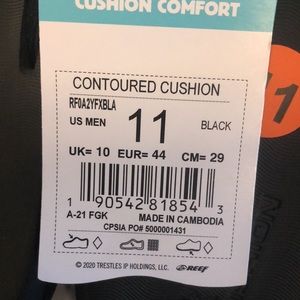 CUSHION COMFORT
CONTOURED CUSHION
RF0A2YFXBLA
US MEN 11 BLACK
UK= 10 EUR= 44 CM= 29
1 90542 81854 3
A-21 FGK MADE IN CAMBODIA
CPSIA PO# 5000001431
© 2020 TRESTLES IP HOLDINGS, LLC. REEF
11